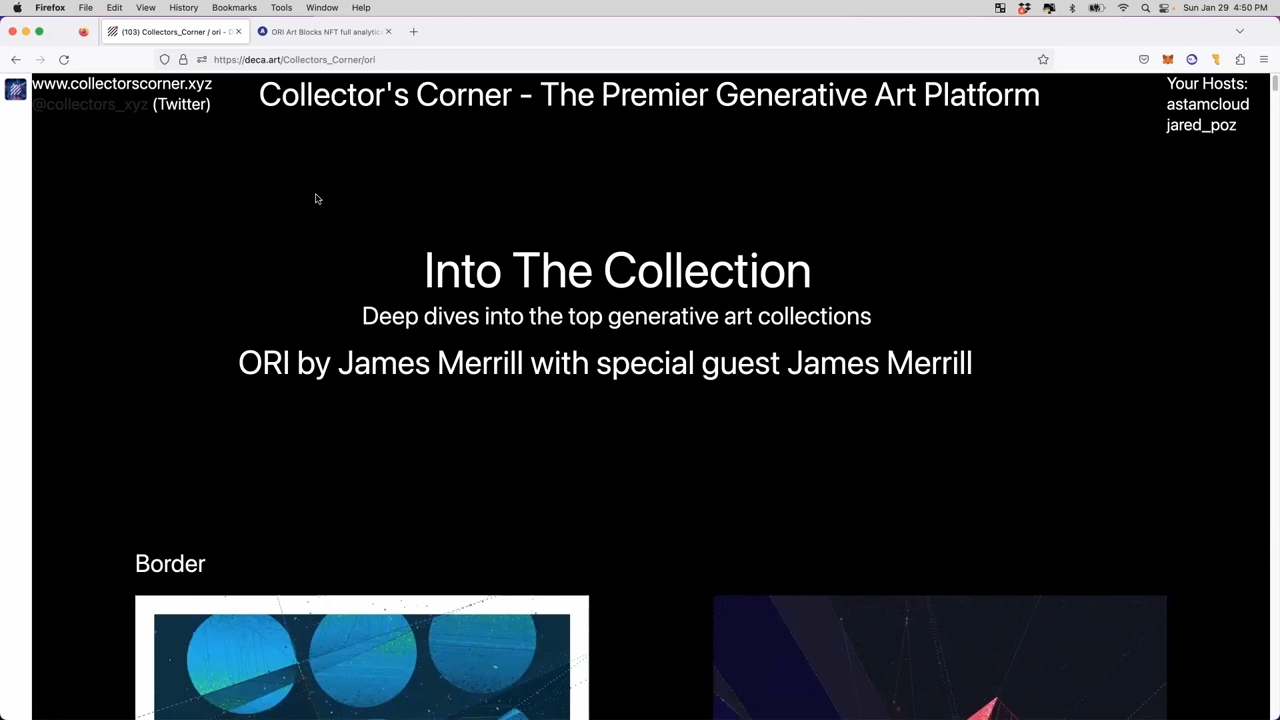 Firefox File Edit View History Bookmarks Tools Window Help Sun Jan 29 4:50 PM
(103) Collectors_Corner / ori - D
ORI Art Blocks NFT full analytic
https://deca.art/Collectors_Corner/ori
www.collectorscorner.xyz
@collectors_xyz (Twitter)
Collector's Corner - The Premier Generative Art Platform
Your Hosts:
astamcloud
jared_poz
Into The Collection
Deep dives into the top generative art collections
ORI by James Merrill with special guest James Merrill
Border